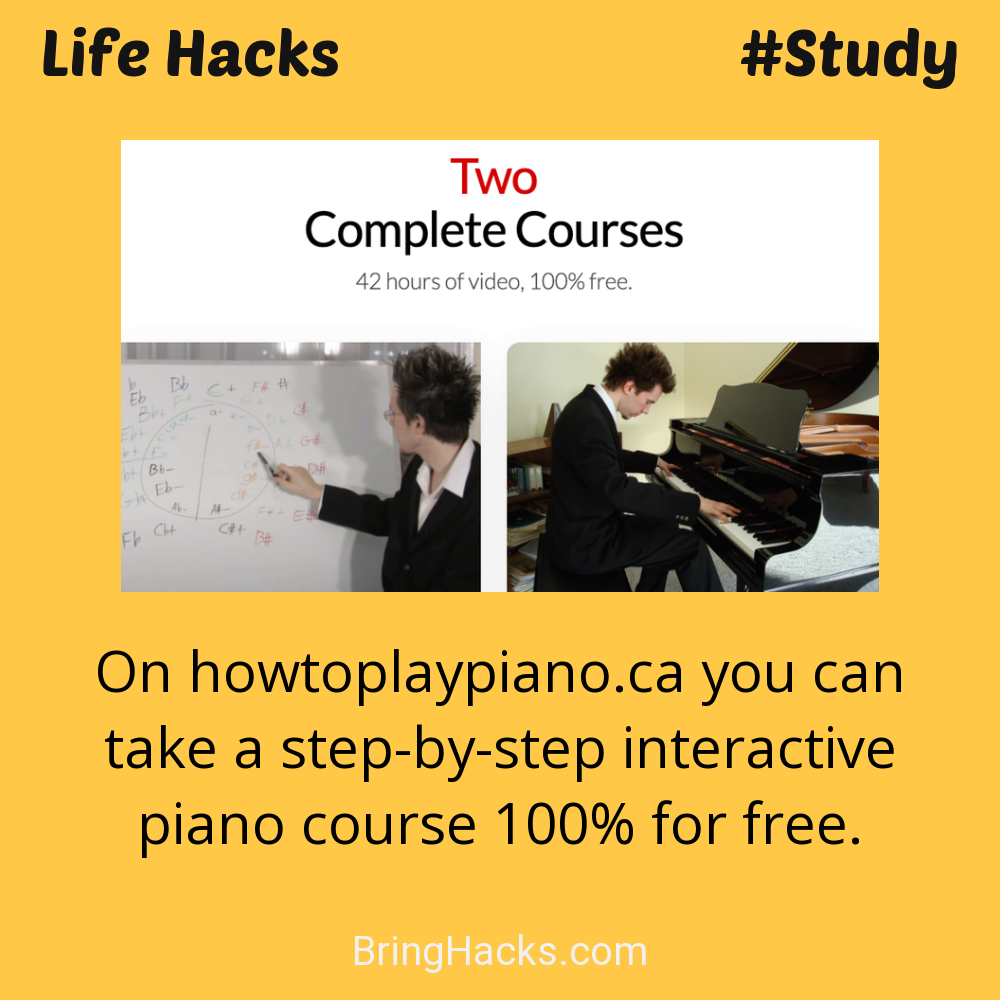 Life Hacks
#Study
Two
Complete Courses
42 hours of video, 100% free.
b Bb C + F# #
Eb
C#
G#
D#
Bb–
Eb–
Ab– A#–
Fb Cb+ C#+ B#
On howtoplaypiano.ca you can
take a step-by-step interactive
piano course 100% for free.
BringHacks.com